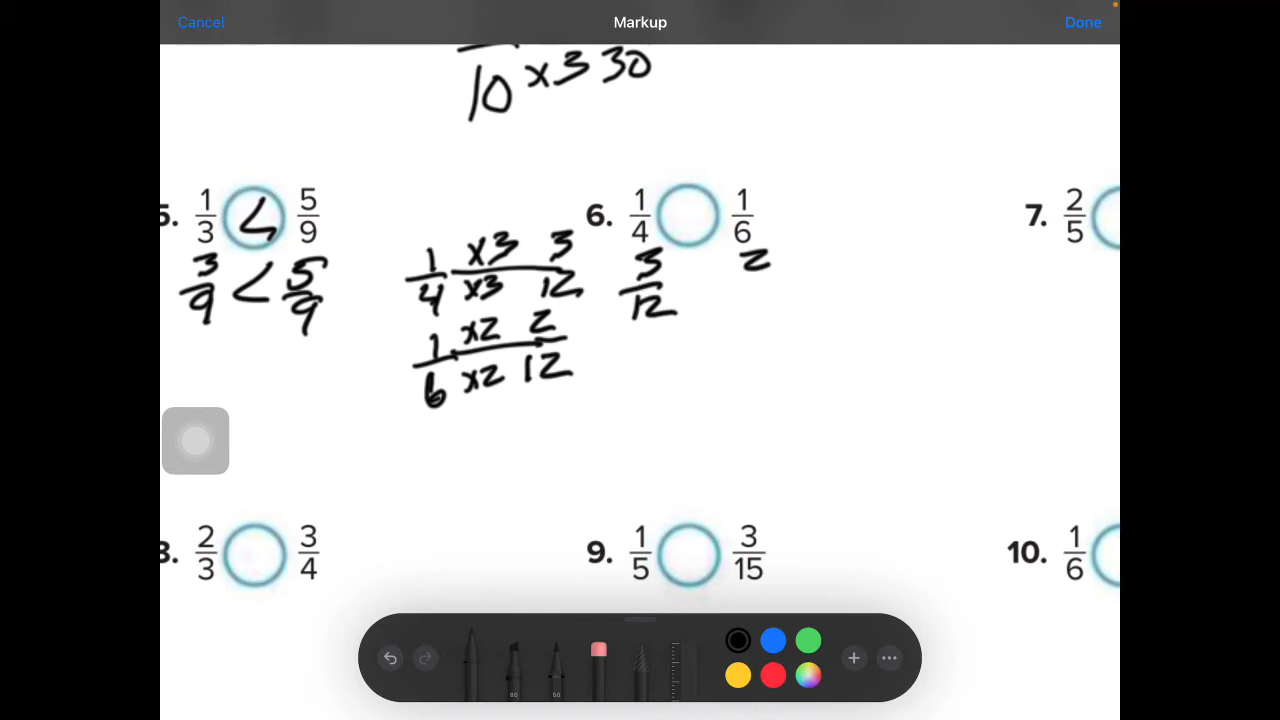 Cancel Markup Done
10 x3 30
5. 1/3 < 5/9
3/9 < 5/9
1/4 x3/x3 3/12
1/6 x2/x2 2/12
6. 1/4 1/6
3/12 2
7. 2/5
8. 2/3 3/4
9. 1/5 3/15
10. 1/6
80 50